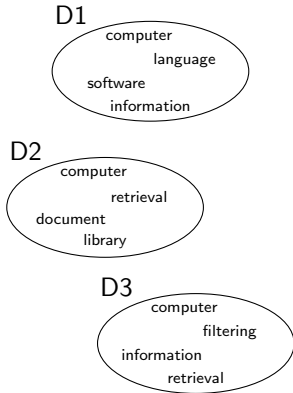 D1
computer
language
software
information
D2
computer
retrieval
document
library
D3
computer
filtering
information
retrieval